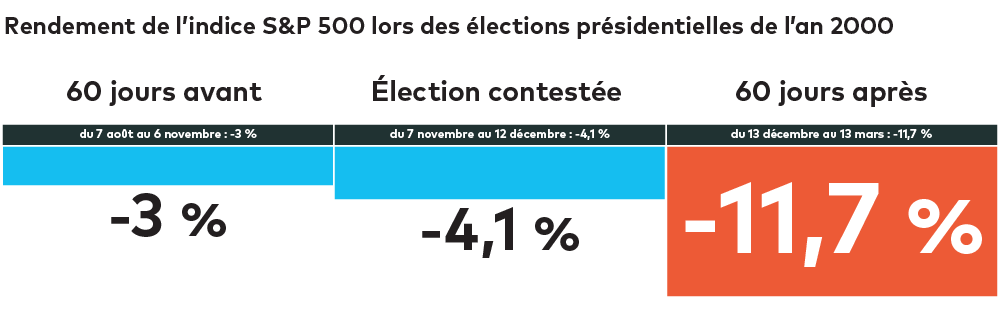 Rendement de l’indice S&P 500 lors des élections présidentielles de l’an 2000
60 jours avant
Élection contestée
60 jours après
du 7 août au 6 novembre : -3 %
du 7 novembre au 12 décembre : -4,1 %
du 13 décembre au 13 mars : -11,7 %
-3 %
-4,1 %
-11,7 %